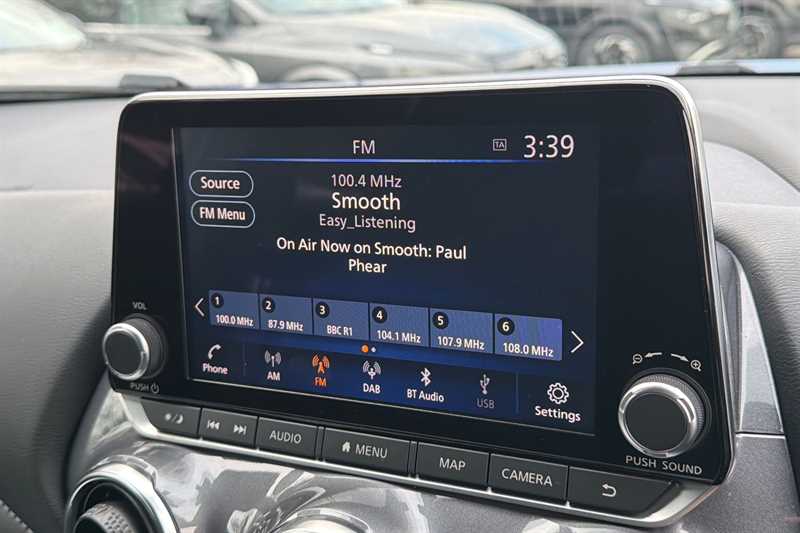 FM
TA
3:39
Source
FM Menu
100.4 MHz
Smooth
Easy_Listening
On Air Now on Smooth: Paul
Phear
1
100.0 MHz
2
87.9 MHz
3
BBC R1
4
104.1 MHz
5
107.9 MHz
6
108.0 MHz
Phone
AM
FM
DAB
BT Audio
USB
Settings
VOL
PUSH
PUSH SOUND
AUDIO
MENU
MAP
CAMERA